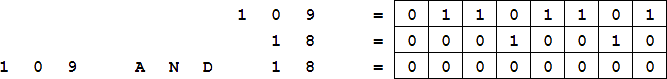 109 = 0 1 1 0 1 1 0 1
18 = 0 0 0 1 0 0 1 0
109 AND 18 = 0 0 0 0 0 0 0 0